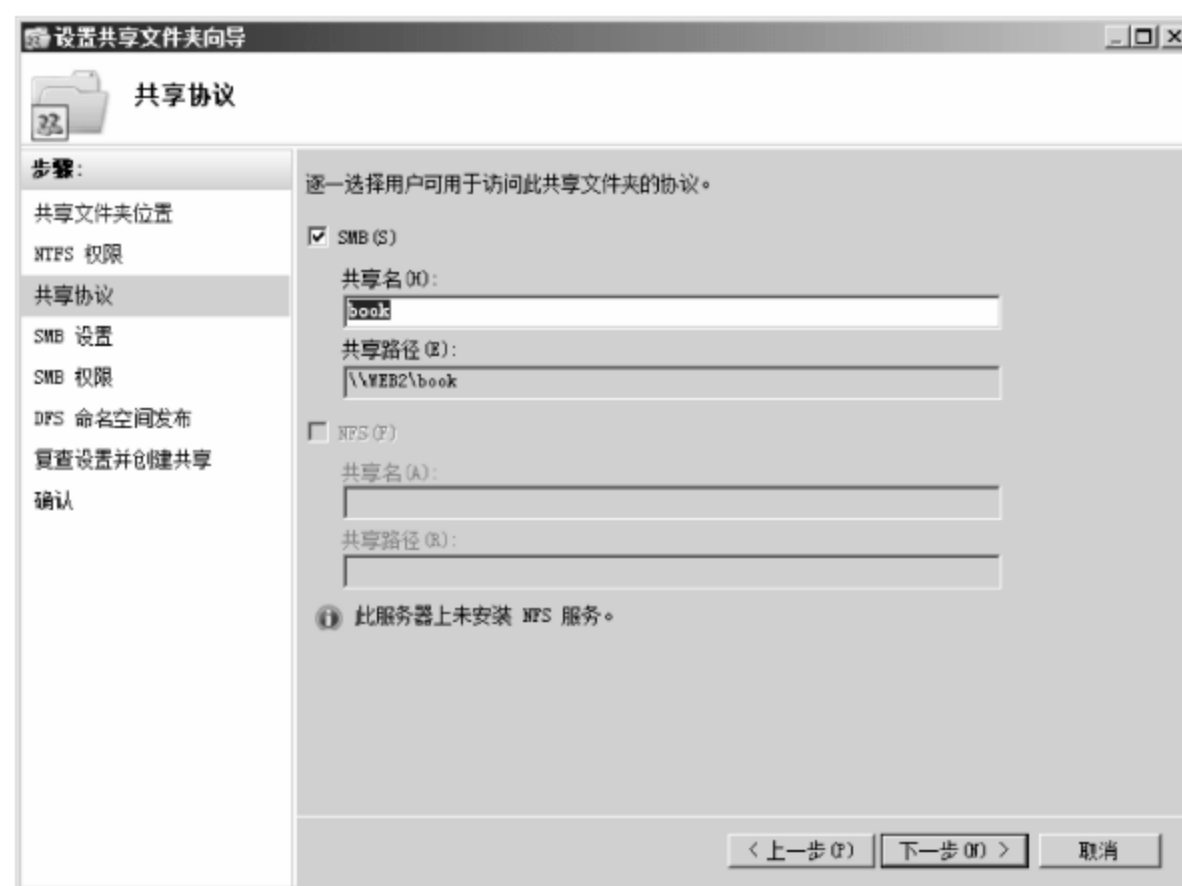 设置共享文件夹向导
共享协议
步骤:
共享文件夹位置
NTFS 权限
共享协议
SMB 设置
SMB 权限
DFS 命名空间发布
复查设置并创建共享
确认
逐一选择用户可用于访问此共享文件夹的协议。
SMB(S)
共享名(H):
book
共享路径(E):
\\WEB2\book
NFS(F)
共享名(A):
共享路径(R):
此服务器上未安装 NFS 服务。
< 上一步(P)
下一步(N) >
取消